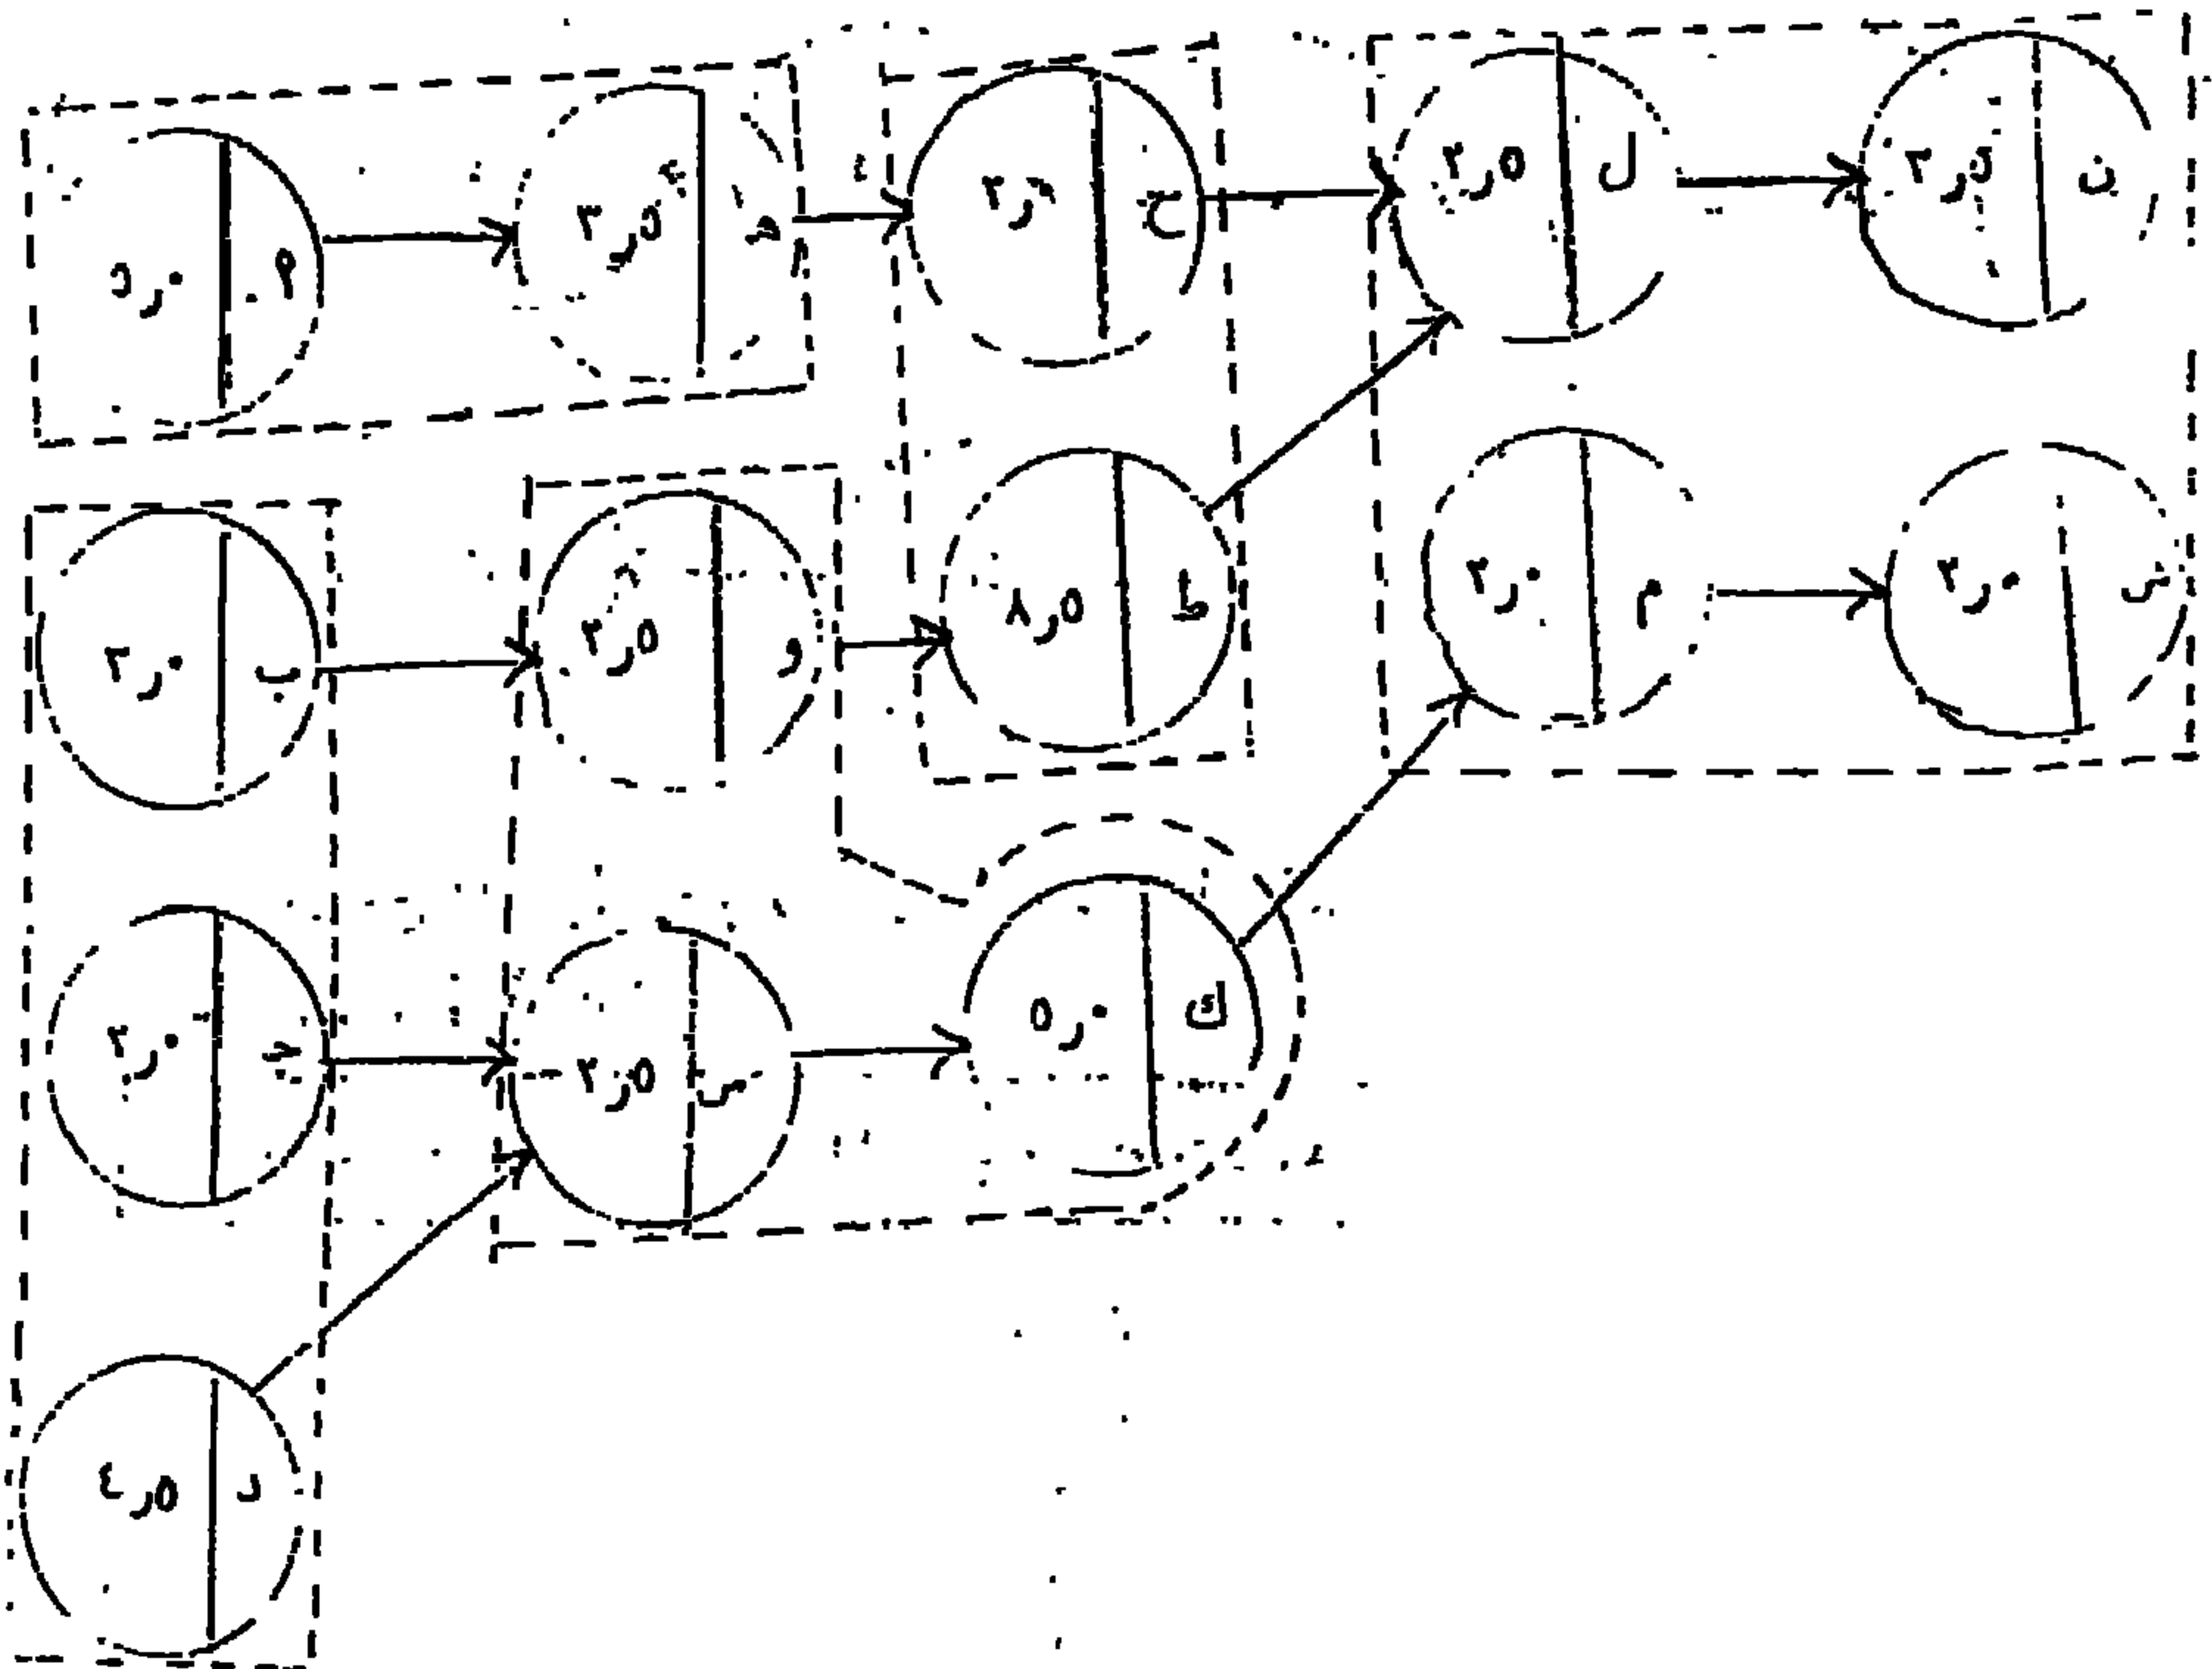 م ٥٫٠
هـ ٣٫٥
ح ٢٫٠
ل ٢٫٥
ن ٢٫٥
ب ٢٫٠
و ٢٫٥
ط ٨٫٥
م ٢٫٠
س ٢٫٠
جـ ٢٫٠
س ٢٫٥
ك ٥٫٠
د ٤٫٥